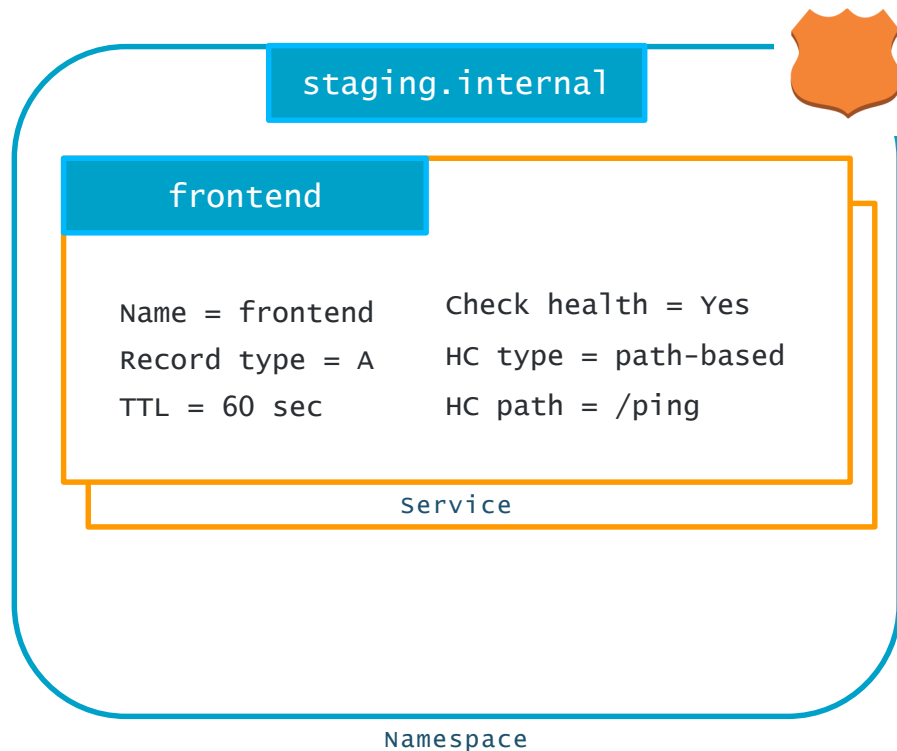 staging.internal
frontend
Name = frontend
Record type = A
TTL = 60 sec
Check health = Yes
HC type = path-based
HC path = /ping
Service
Namespace